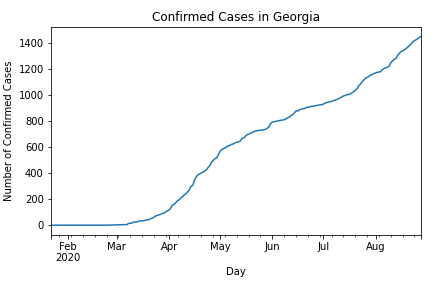 Confirmed Cases in Georgia
Number of Confirmed Cases
1400
1200
1000
800
600
400
200
0
Feb Mar Apr May Jun Jul Aug
2020
Day